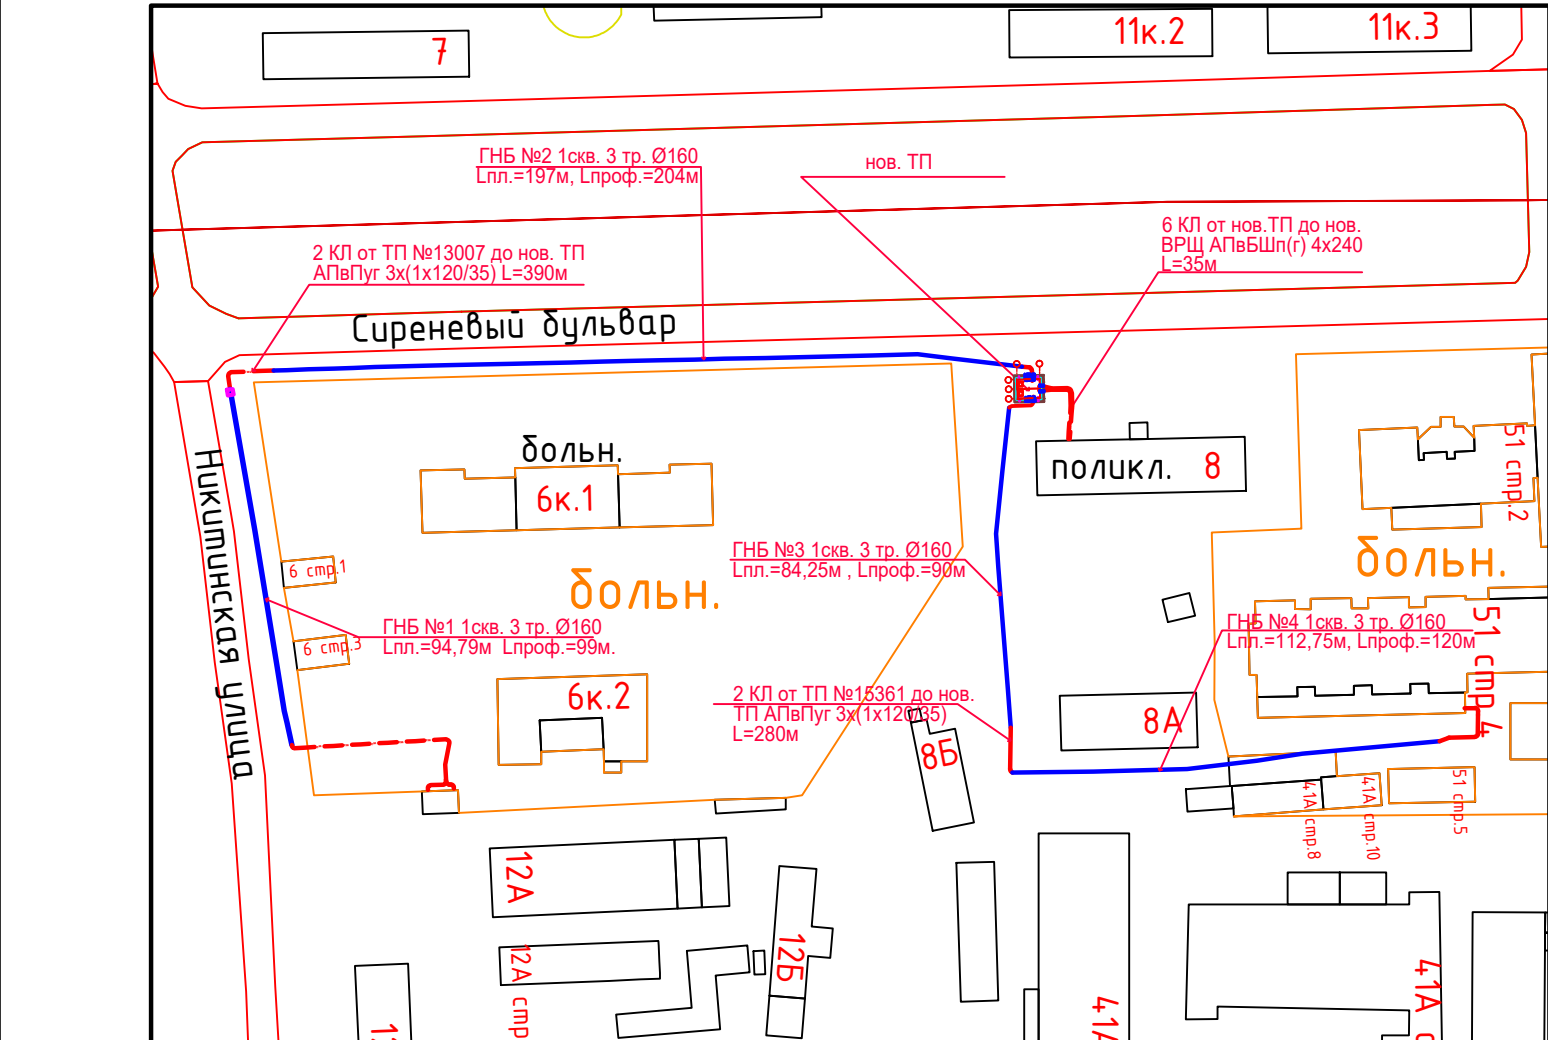 7
11к.2
11к.3
ГНБ №2 1скв. 3 тр. Ø160
Lпл.=197м, Lпроф.=204м
нов. ТП
6 КЛ от нов.ТП до нов.
ВРЩ АПвБШп(г) 4х240
L=35м
2 КЛ от ТП №13007 до нов. ТП
АПвПуг 3х(1х120/35) L=390м
Сиреневый бульвар
больн.
6к.1
поликл. 8
51 стр.2
Никитинская улица
6 стр.1
больн.
ГНБ №3 1скв. 3 тр. Ø160
Lпл.=84,25м , Lпроф.=90м
больн.
ГНБ №1 1скв. 3 тр. Ø160
Lпл.=94,79м Lпроф.=99м.
6 стр.3
ГНБ №4 1скв. 3 тр. Ø160
Lпл.=112,75м, Lпроф.=120м
51 стр.4
6к.2
2 КЛ от ТП №15361 до нов.
ТП АПвПуг 3х(1х120/35)
L=280м
8А
8Б
41А стр.8
41А стр.10
51 стр.5
12А
12А стр
12Б
41А
41А с